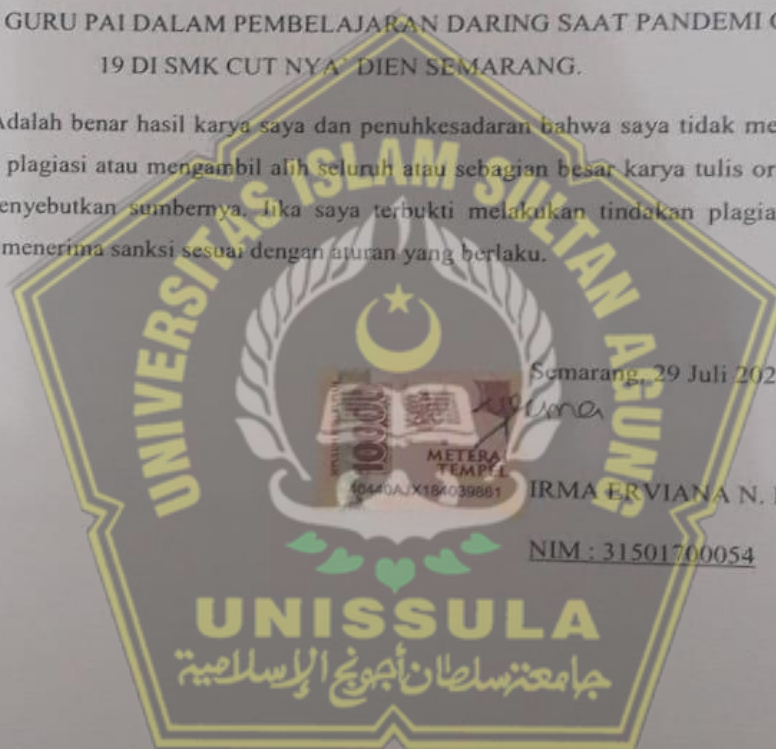 GURU PAI DALAM PEMBELAJARAN DARING SAAT PANDEMI
19 DI SMK CUT NYA' DIEN SEMARANG.
Adalah benar hasil karya saya dan penuhkesadaran bahwa saya tidak me
plagiasi atau mengambil alih seluruh atau sebagian besar karya tulis or
enyebutkan sumbernya. Jika saya terbukti melakukan tindakan plagia
menerima sanksi sesuai dengan aturan yang berlaku.
UNIVERSITAS ISLAM SULTAN AGUNG
Semarang, 29 Juli 202
10000
METERAI
TEMPEL
40440AJX184039861
IRMA ERVIANA N.
NIM : 31501700054
UNISSULA
جامعة سلطان أجونج الإسلامية